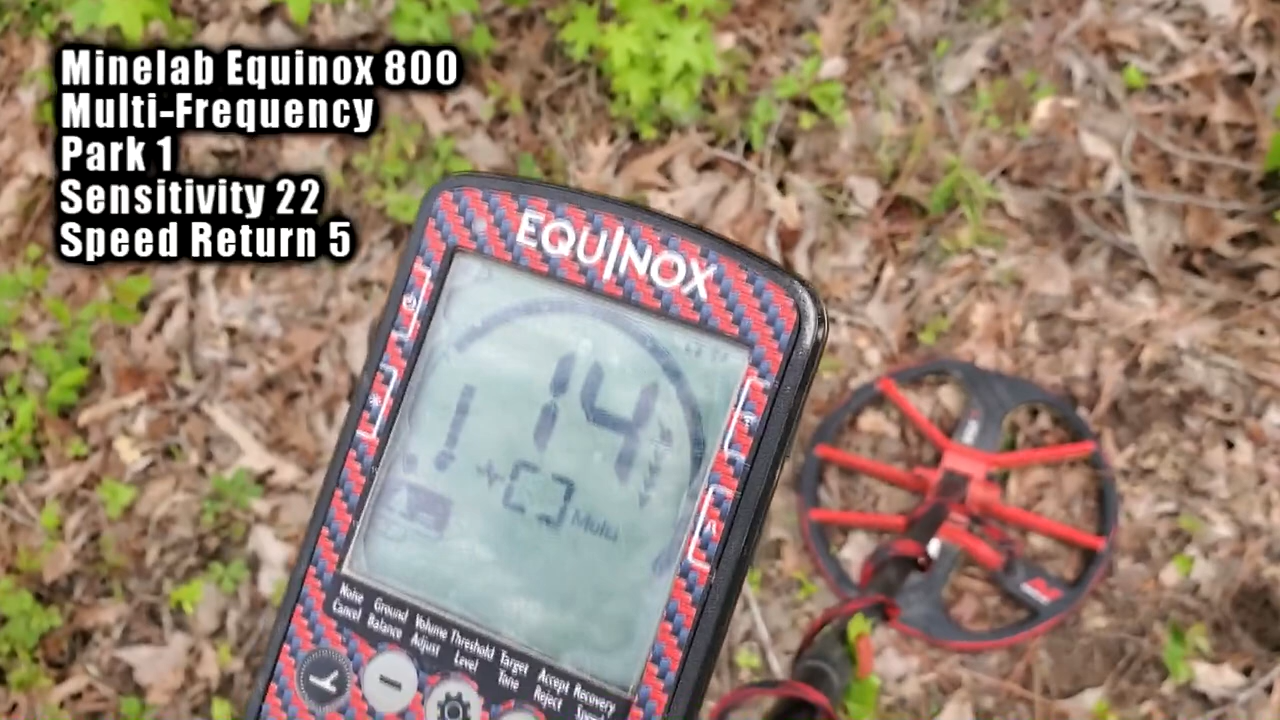 Minelab Equinox 800
Multi-Frequency
Park 1
Sensitivity 22
Speed Return 5
EQUINOX
14
Multi
Noise Cancel
Ground Balance
Volume Adjust
Threshold Level
Target Tone
Accept Reject
Recovery